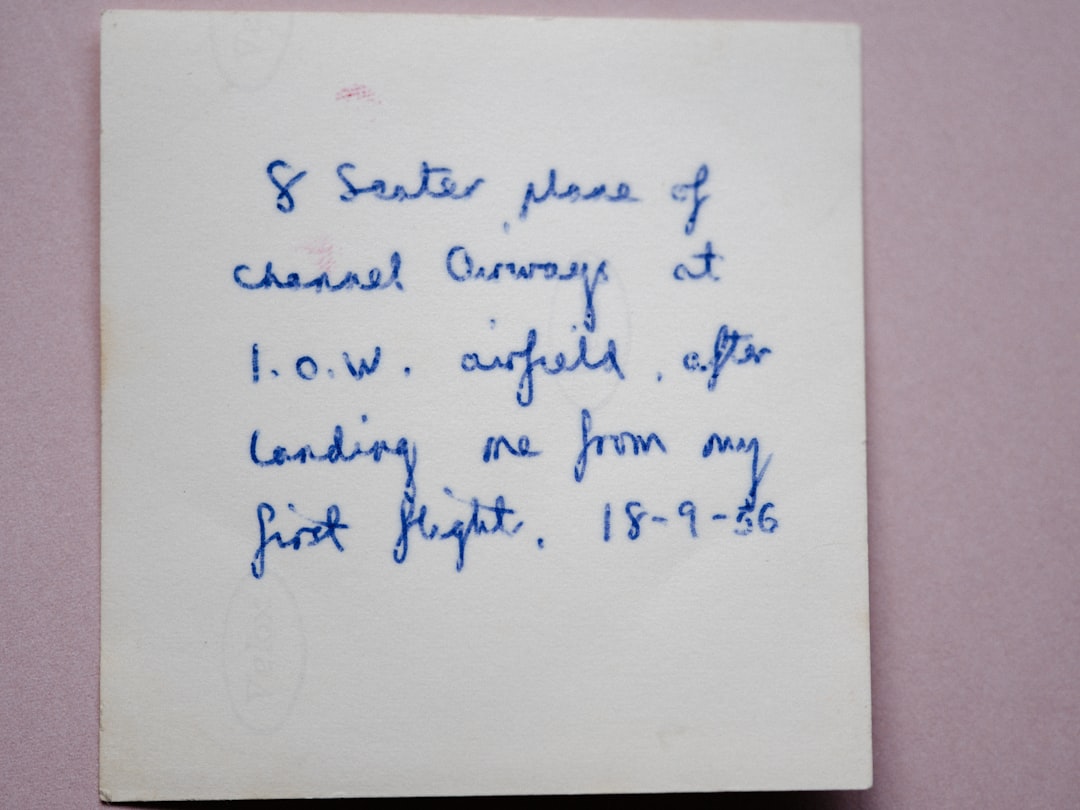 8 Seater plane of
channel Airways at
I.O.W. airfield, after
landing me from my
first flight. 18-9-56